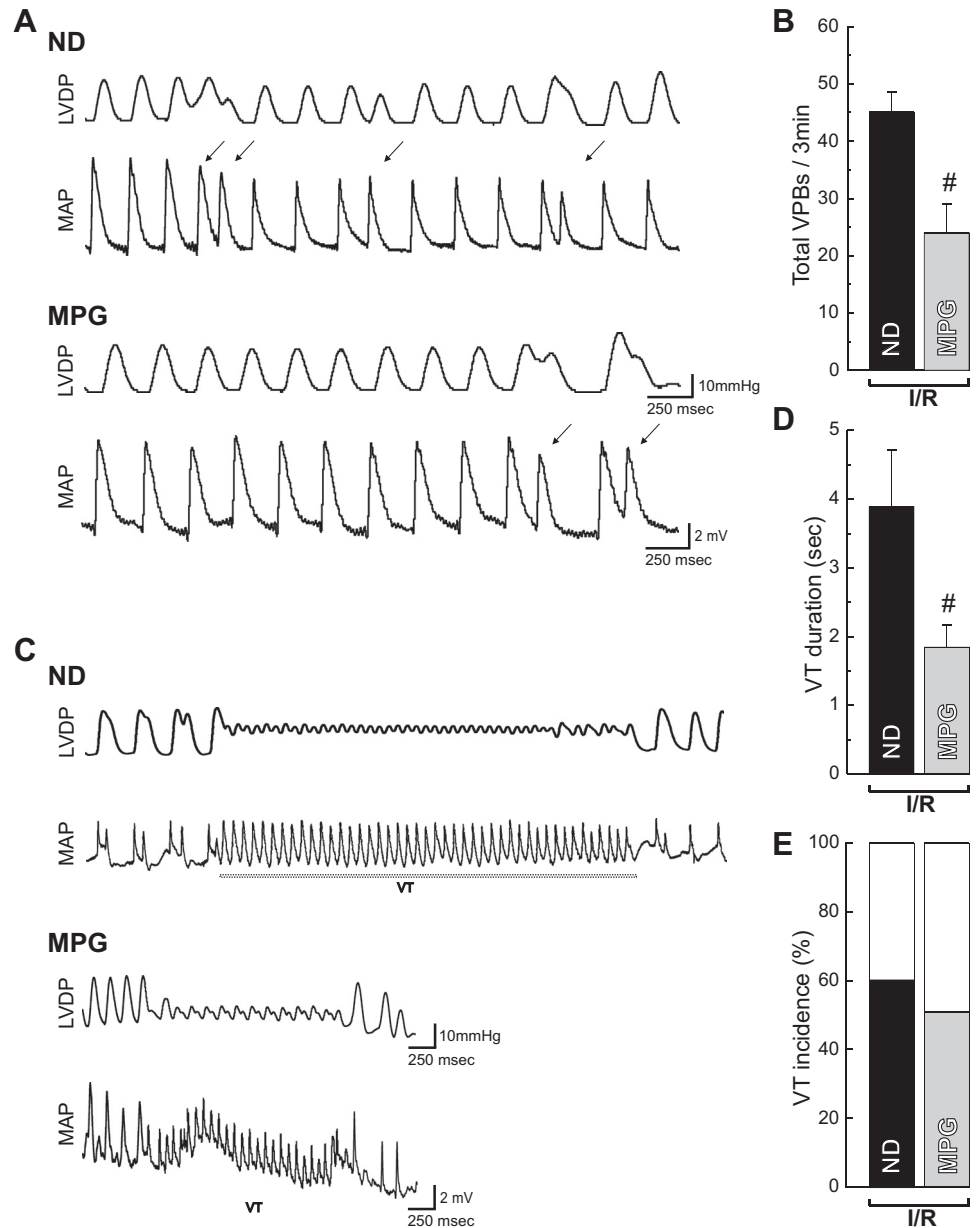 A
ND
LVDP
MAP
MPG
LVDP
10mmHg
250 msec
MAP
2 mV
250 msec
B
Total VPBs / 3min
60
50
40
30
20
10
0
ND
MPG
#
I/R
C
ND
LVDP
MAP
VT
MPG
LVDP
10mmHg
250 msec
MAP
VT
2 mV
250 msec
D
VT duration (sec)
5
4
3
2
1
0
ND
MPG
#
I/R
E
VT incidence (%)
100
80
60
40
20
0
ND
MPG
I/R